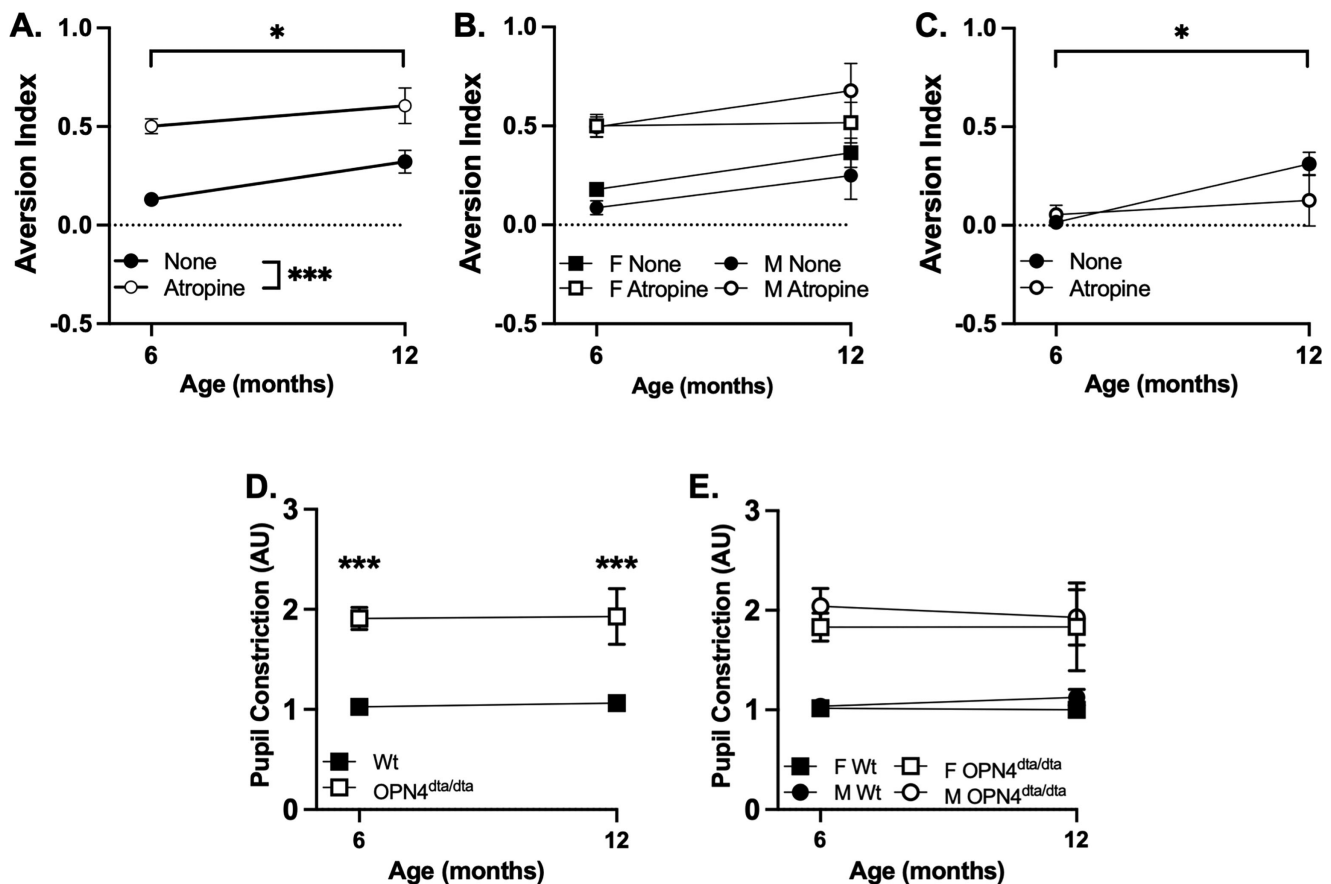 A.
*
1.0
0.5
0.0
-0.5
Aversion Index
None
Atropine
***
6
12
Age (months)
B.
1.0
0.5
0.0
-0.5
Aversion Index
F None
M None
F Atropine
M Atropine
6
12
Age (months)
C.
*
1.0
0.5
0.0
-0.5
Aversion Index
None
Atropine
6
12
Age (months)
D.
3
2
1
0
Pupil Constriction (AU)
***
***
Wt
OPN4dta/dta
6
12
Age (months)
E.
3
2
1
0
Pupil Constriction (AU)
F Wt
F OPN4dta/dta
M Wt
M OPN4dta/dta
6
12
Age (months)